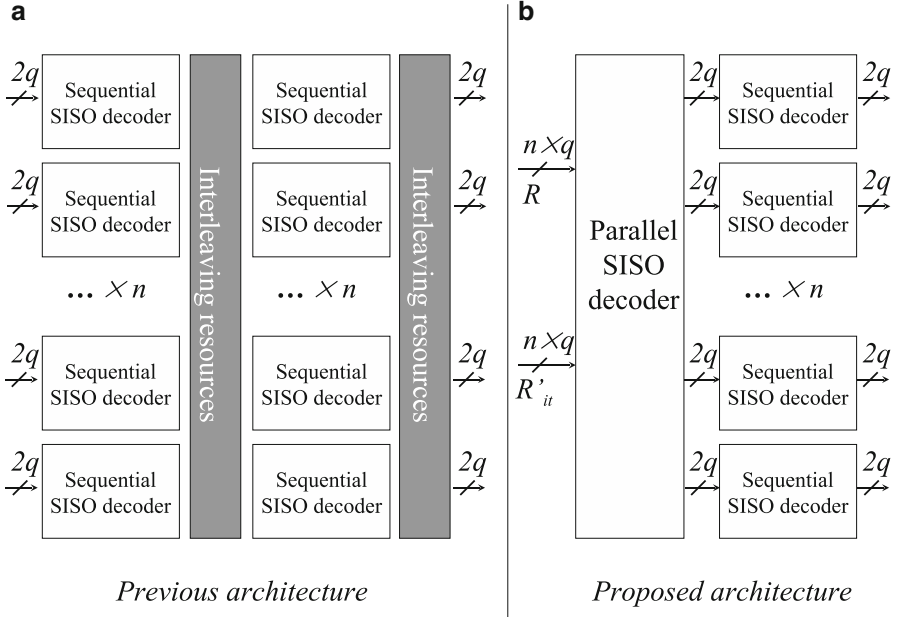 a
2q
Sequential
SISO decoder
2q
Sequential
SISO decoder
... × n
2q
Sequential
SISO decoder
2q
Sequential
SISO decoder
Interleaving resources
Sequential
SISO decoder
Sequential
SISO decoder
... × n
Sequential
SISO decoder
Sequential
SISO decoder
Interleaving resources
2q
2q
2q
2q
Previous architecture
b
n×q
R
n×q
R'it
Parallel
SISO
decoder
2q
Sequential
SISO decoder
2q
2q
Sequential
SISO decoder
2q
... × n
2q
Sequential
SISO decoder
2q
2q
Sequential
SISO decoder
2q
Proposed architecture